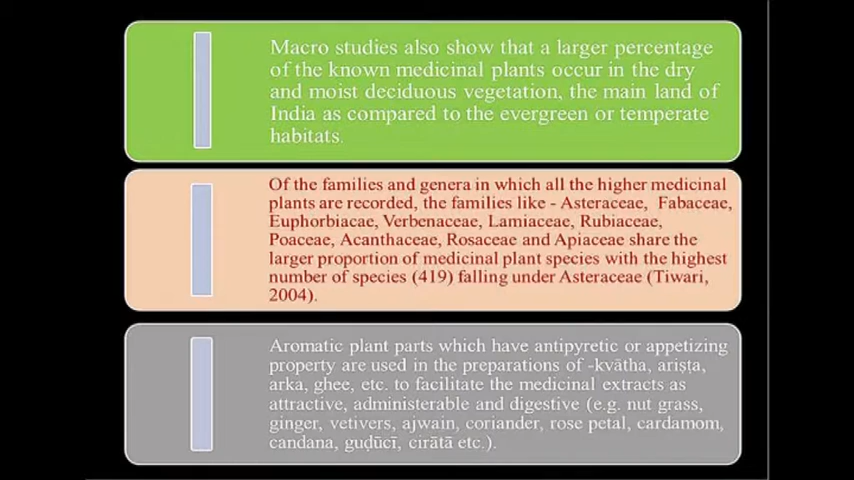 Macro studies also show that a larger percentage
of the known medicinal plants occur in the dry
and moist deciduous vegetation, the main land of
India as compared to the evergreen or temperate
habitats.
Of the families and genera in which all the higher medicinal
plants are recorded, the families like - Asteraceae, Fabaceae,
Euphorbiacae, Verbenaceae, Lamiaceae, Rubiaceae,
Poaceae, Acanthaceae, Rosaceae and Apiaceae share the
larger proportion of medicinal plant species with the highest
number of species (419) falling under Asteraceae (Tiwari,
2004).
Aromatic plant parts which have antipyretic or appetizing
property are used in the preparations of -kvātha, ariṣṭa,
arka, ghee, etc. to facilitate the medicinal extracts as
attractive, administerable and digestive (e.g. nut grass,
ginger, vetivers, ajwain, coriander, rose petal, cardamom,
candana, guḍūcī, cirātā etc.).